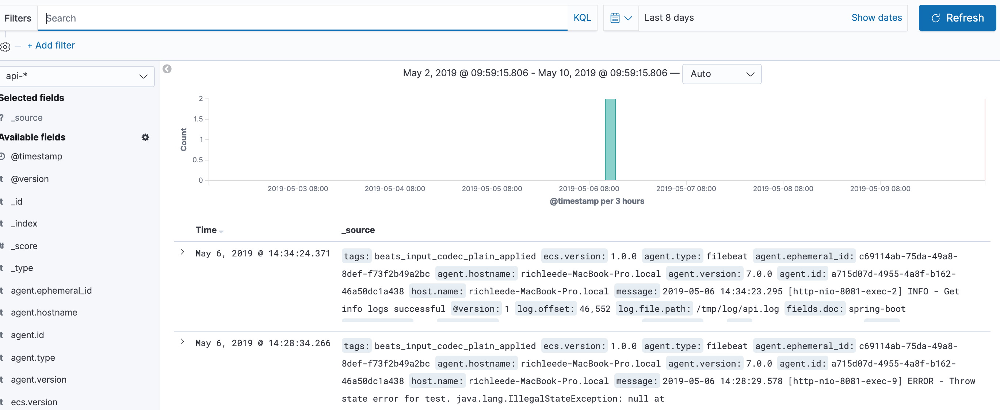 Filters Search KQL Last 8 days Show dates Refresh
+ Add filter
api-*
May 2, 2019 @ 09:59:15.806 - May 10, 2019 @ 09:59:15.806 — Auto
Selected fields
? _source
Available fields
@timestamp
t @version
t _id
t _index
# _score
t _type
t agent.ephemeral_id
t agent.hostname
t agent.id
t agent.type
t agent.version
t ecs.version
Count
2
1.5
1
0.5
0
2019-05-03 08:00 2019-05-04 08:00 2019-05-05 08:00 2019-05-06 08:00 2019-05-07 08:00 2019-05-08 08:00 2019-05-09 08:00
@timestamp per 3 hours
Time _source
May 6, 2019 @ 14:34:24.371 tags: beats_input_codec_plain_applied ecs.version: 1.0.0 agent.type: filebeat agent.ephemeral_id: c69114ab-75da-49a8-
8def-f73f2b49a2bc agent.hostname: richleede-MacBook-Pro.local agent.version: 7.0.0 agent.id: a715d07d-4955-4a8f-b162-
46a50dc1a438 host.name: richleede-MacBook-Pro.local message: 2019-05-06 14:34:23.295 [http-nio-8081-exec-2] INFO - Get
info logs successful @version: 1 log.offset: 46,552 log.file.path: /tmp/log/api.log fields.doc: spring-boot
May 6, 2019 @ 14:28:34.266 tags: beats_input_codec_plain_applied ecs.version: 1.0.0 agent.type: filebeat agent.ephemeral_id: c69114ab-75da-49a8-
8def-f73f2b49a2bc agent.hostname: richleede-MacBook-Pro.local agent.version: 7.0.0 agent.id: a715d07d-4955-4a8f-b162-
46a50dc1a438 host.name: richleede-MacBook-Pro.local message: 2019-05-06 14:28:29.578 [http-nio-8081-exec-9] ERROR - Throw
state error for test. java.lang.IllegalStateException: null at